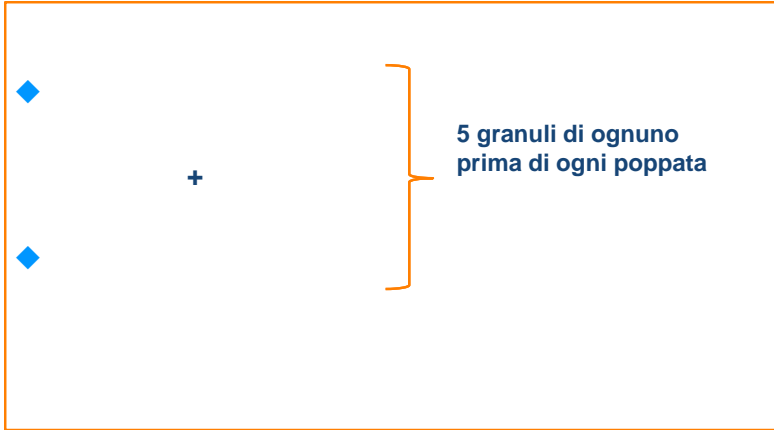 +
5 granuli di ognuno
prima di ogni poppata